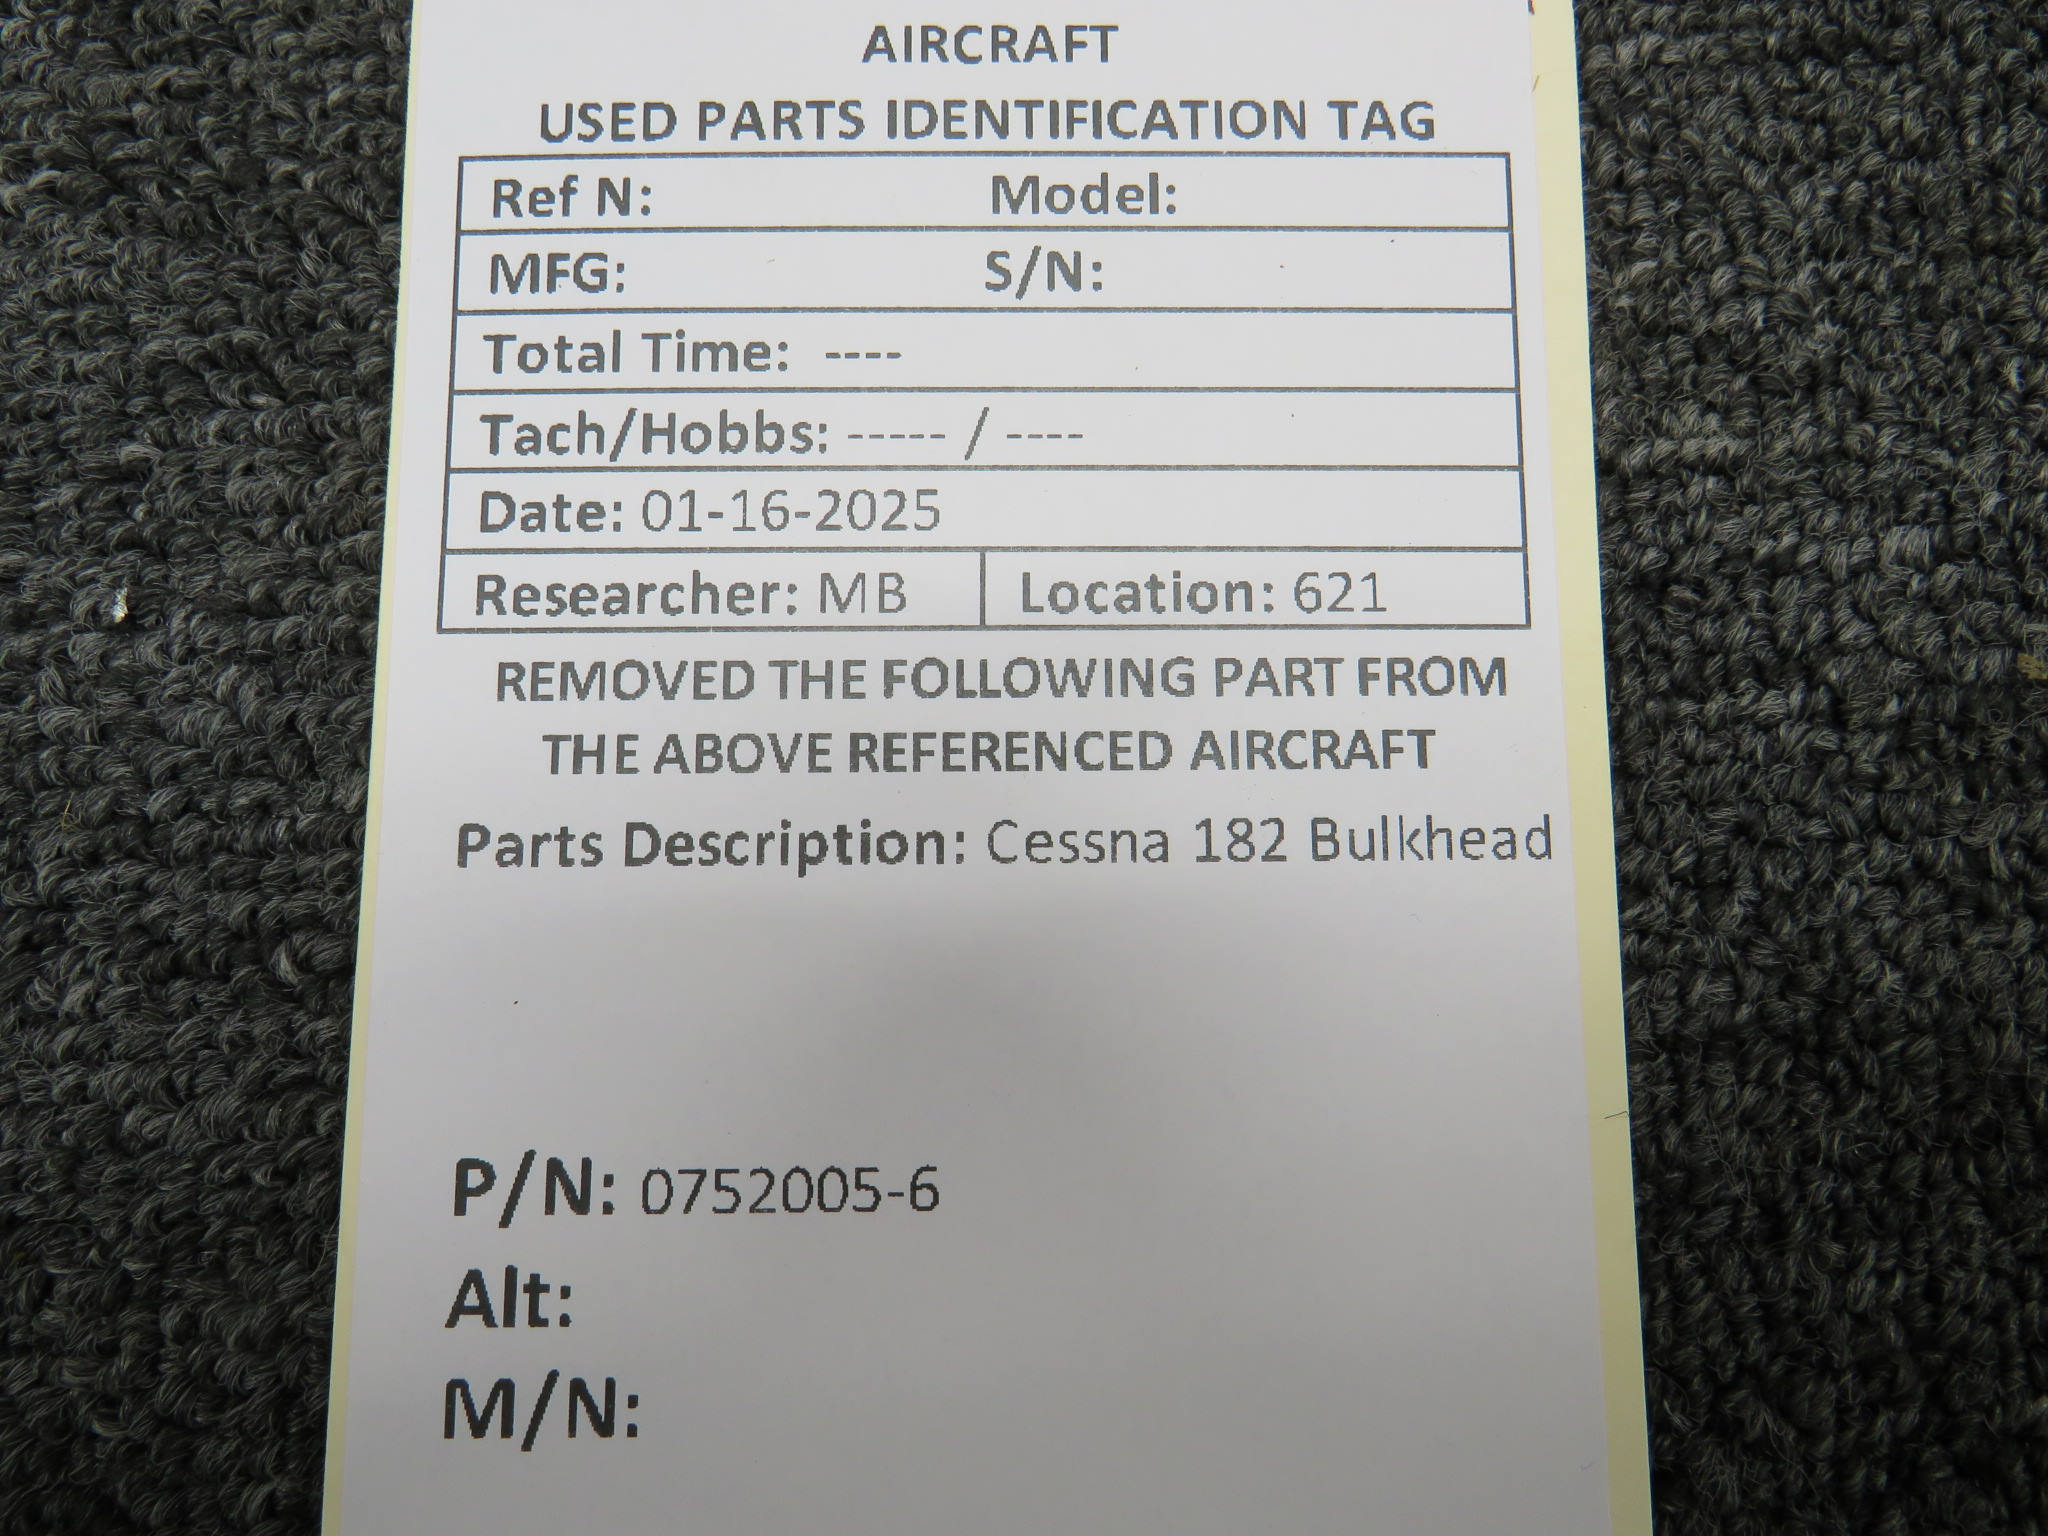 AIRCRAFT
USED PARTS IDENTIFICATION TAG
Ref N: Model:
MFG: S/N:
Total Time: ----
Tach/Hobbs: ----- / ----
Date: 01-16-2025
Researcher: MB Location: 621
REMOVED THE FOLLOWING PART FROM
THE ABOVE REFERENCED AIRCRAFT
Parts Description: Cessna 182 Bulkhead
P/N: 0752005-6
Alt:
M/N: